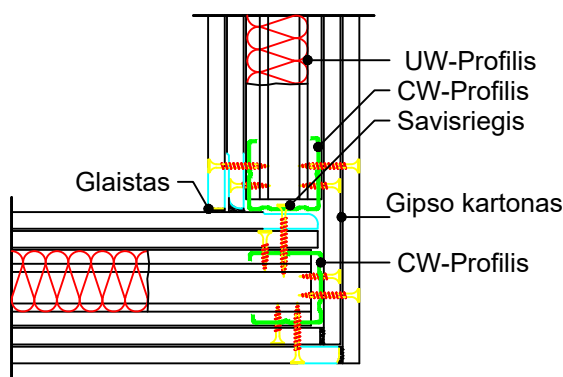 UW-Profilis
CW-Profilis
Savisriegis
Glaistas
Gipso kartonas
CW-Profilis